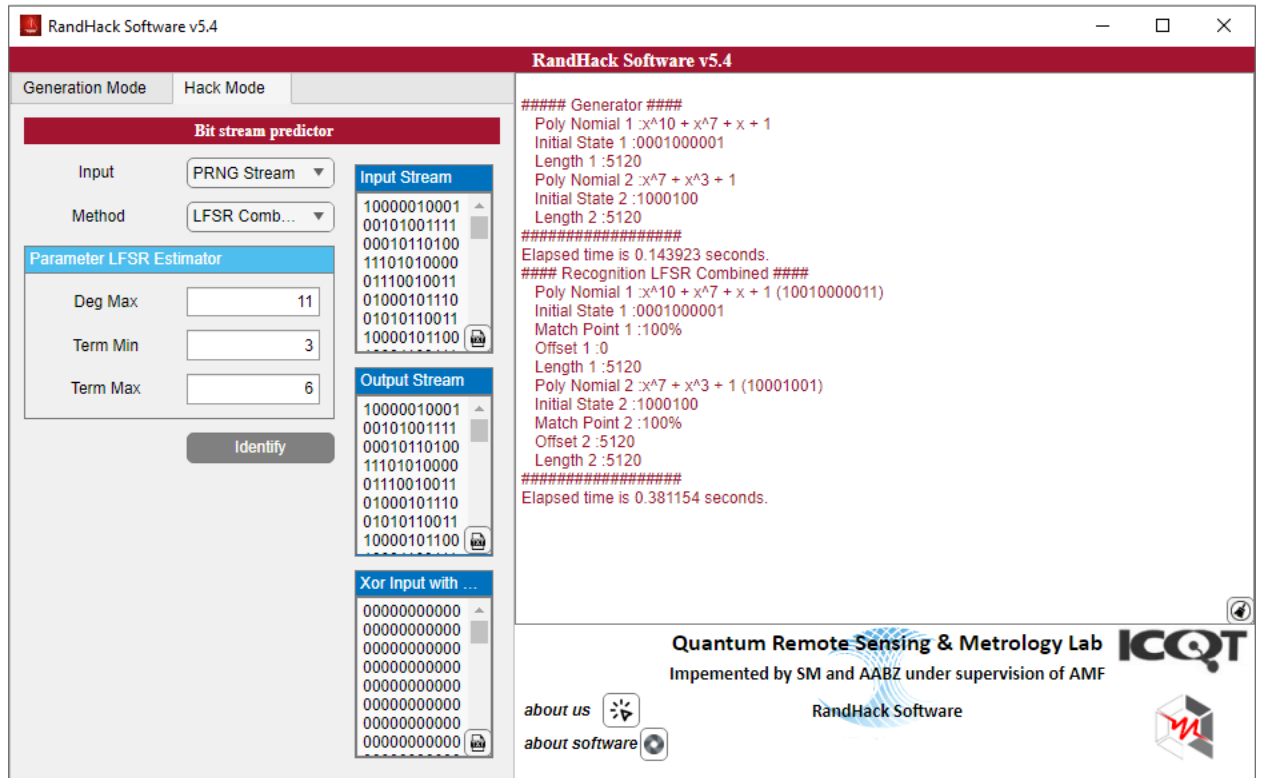 RandHack Software v5.4
RandHack Software v5.4
Generation Mode
Hack Mode
Bit stream predictor
Input
PRNG Stream
Method
LFSR Comb...
Parameter LFSR Estimator
Deg Max
11
Term Min
3
Term Max
6
Identify
Input Stream
10000010001
00101001111
00010110100
11101010000
01110010011
01000101110
01010110011
10000101100
Output Stream
10000010001
00101001111
00010110100
11101010000
01110010011
01000101110
01010110011
10000101100
Xor Input with ...
00000000000
00000000000
00000000000
00000000000
00000000000
00000000000
00000000000
00000000000
##### Generator ####
Poly Nomial 1 :x^10 + x^7 + x + 1
Initial State 1 :0001000001
Length 1 :5120
Poly Nomial 2 :x^7 + x^3 + 1
Initial State 2 :1000100
Length 2 :5120
##################
Elapsed time is 0.143923 seconds.
#### Recognition LFSR Combined ####
Poly Nomial 1 :x^10 + x^7 + x + 1 (10010000011)
Initial State 1 :0001000001
Match Point 1 :100%
Offset 1 :0
Length 1 :5120
Poly Nomial 2 :x^7 + x^3 + 1 (10001001)
Initial State 2 :1000100
Match Point 2 :100%
Offset 2 :5120
Length 2 :5120
##################
Elapsed time is 0.381154 seconds.
Quantum Remote Sensing & Metrology Lab
ICQT
Impemented by SM and AABZ under supervision of AMF
about us
RandHack Software
about software